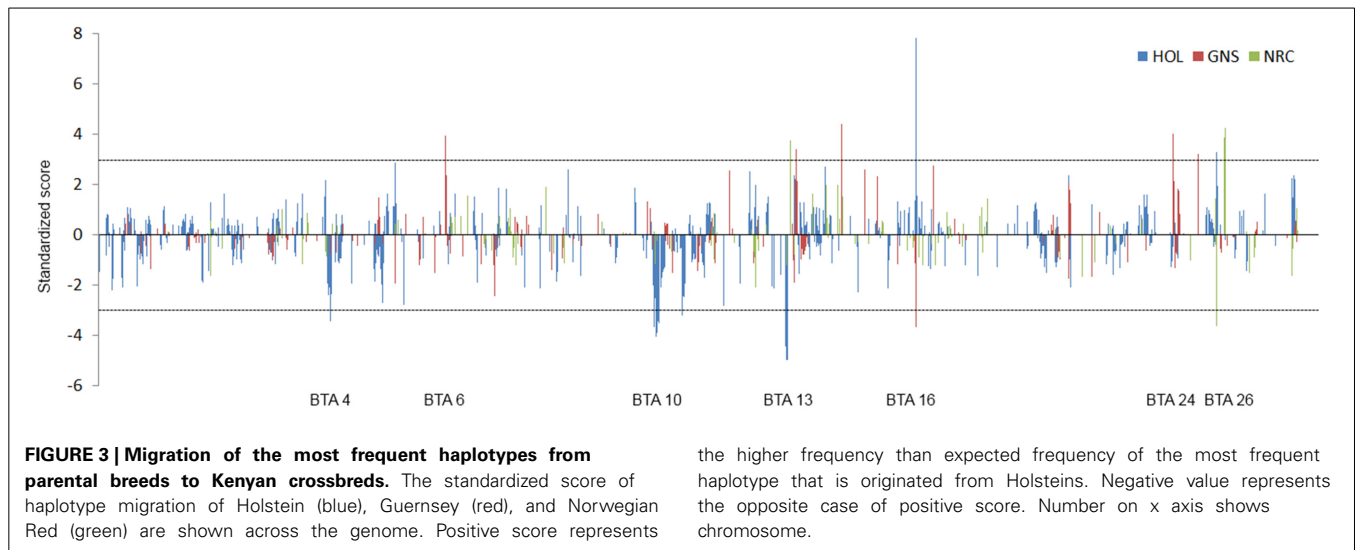 8
6
4
2
0
-2
-4
-6
Standardized score
HOL GNS NRC
BTA 4 BTA 6 BTA 10 BTA 13 BTA 16 BTA 24 BTA 26
FIGURE 3 | Migration of the most frequent haplotypes from
parental breeds to Kenyan crossbreds. The standardized score of
haplotype migration of Holstein (blue), Guernsey (red), and Norwegian
Red (green) are shown across the genome. Positive score represents
the higher frequency than expected frequency of the most frequent
haplotype that is originated from Holsteins. Negative value represents
the opposite case of positive score. Number on x axis shows
chromosome.